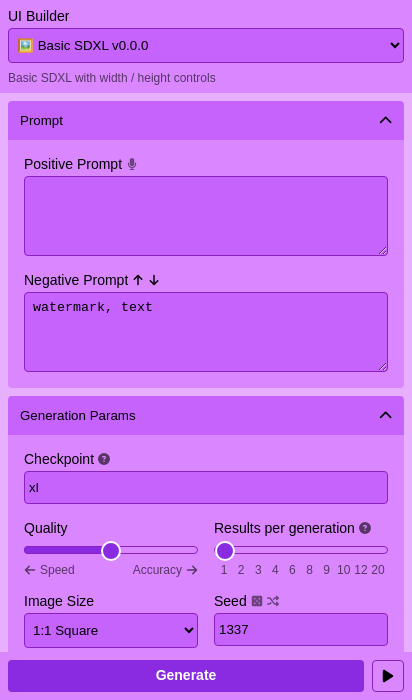 UI Builder
🖼️ Basic SDXL v0.0.0
Basic SDXL with width / height controls
Prompt
Positive Prompt
Negative Prompt
watermark, text
Generation Params
Checkpoint
xl
Quality Results per generation
Speed Accuracy 1 2 3 4 6 8 9 10 12 20
Image Size Seed
1:1 Square 1337
Generate